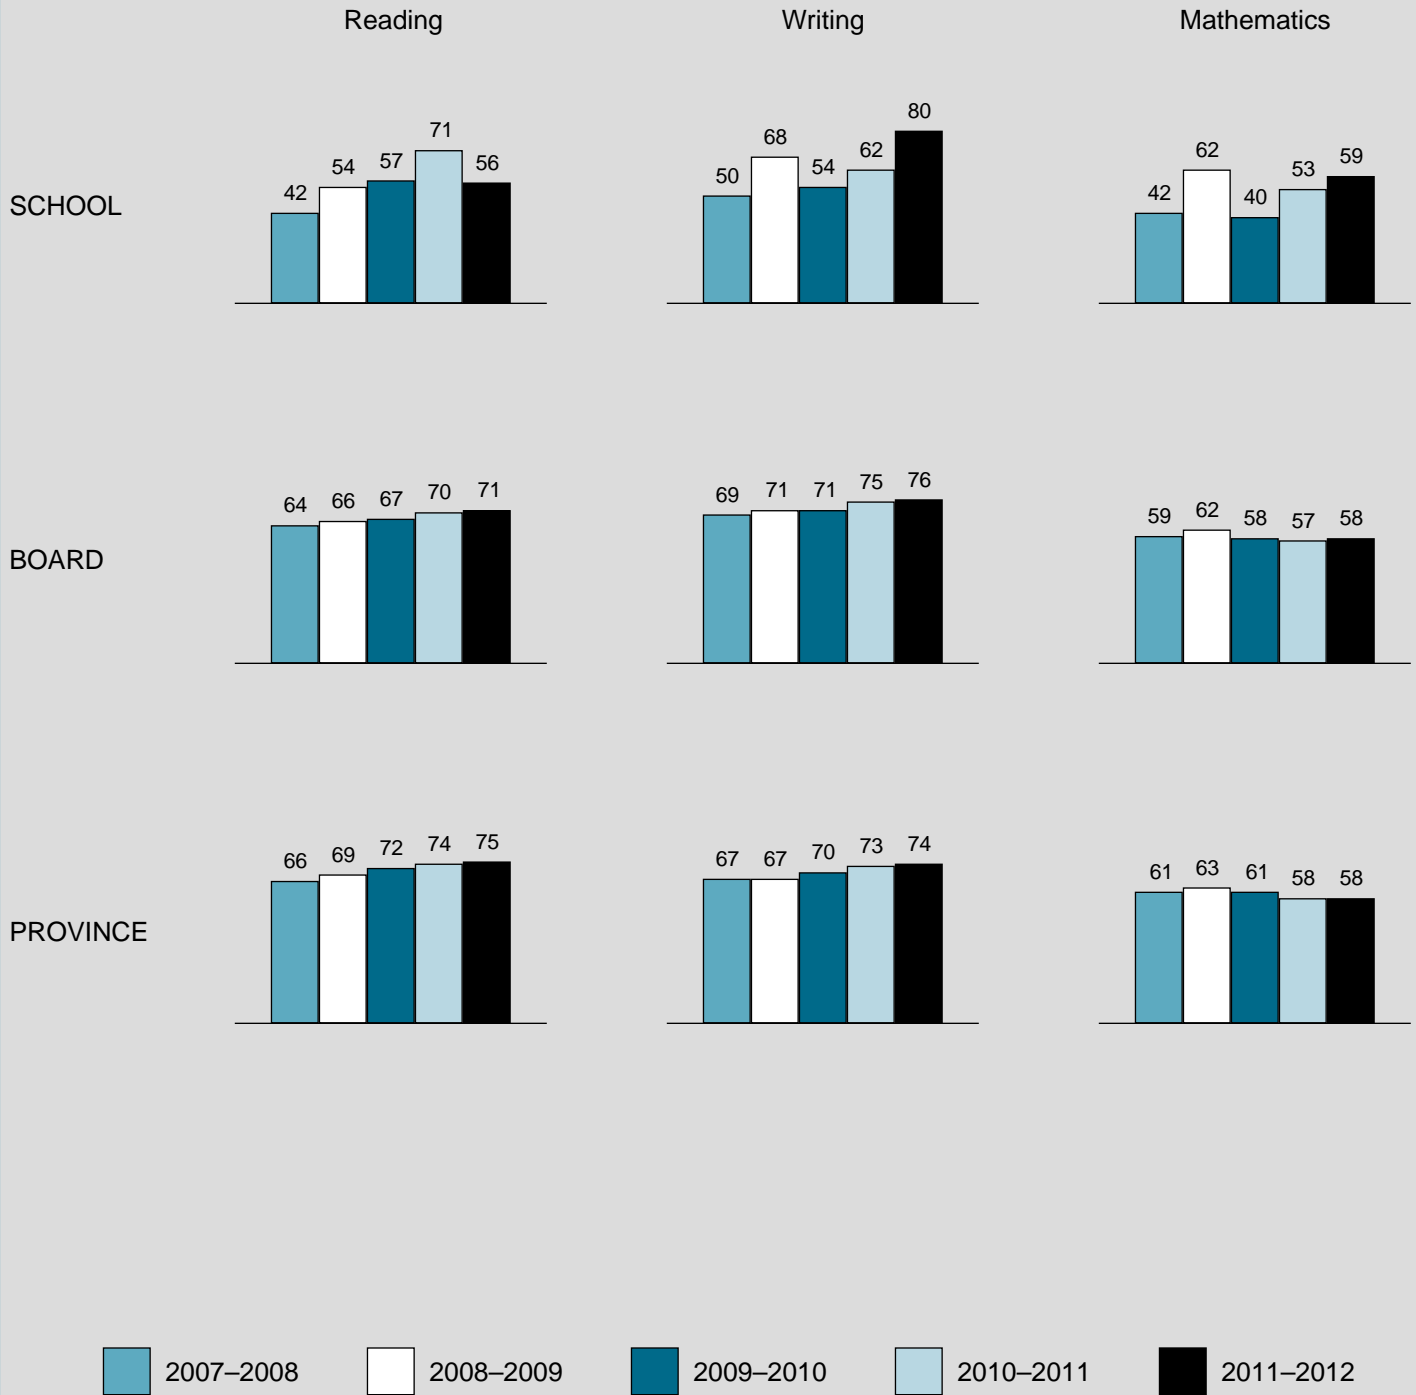 Reading Writing Mathematics
SCHOOL
42 54 57 71 56
50 68 54 62 80
42 62 40 53 59
BOARD
64 66 67 70 71
69 71 71 75 76
59 62 58 57 58
PROVINCE
66 69 72 74 75
67 67 70 73 74
61 63 61 58 58
2007–2008 2008–2009 2009–2010 2010–2011 2011–2012